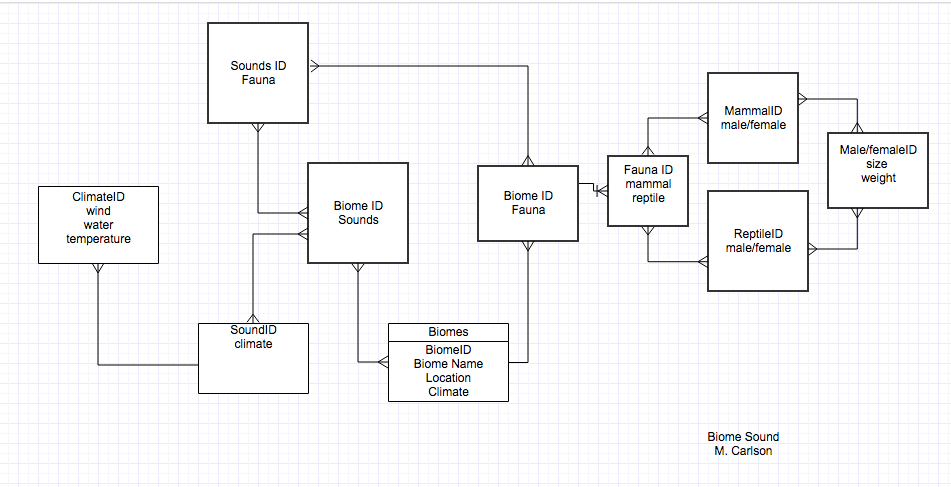 Sounds ID
Fauna
MammalID
male/female
Male/femaleID
size
weight
Fauna ID
mammal
reptile
Biome ID
Fauna
Biome ID
Sounds
ClimateID
wind
water
temperature
ReptileID
male/female
SoundID
climate
Biomes
BiomeID
Biome Name
Location
Climate
Biome Sound
M. Carlson